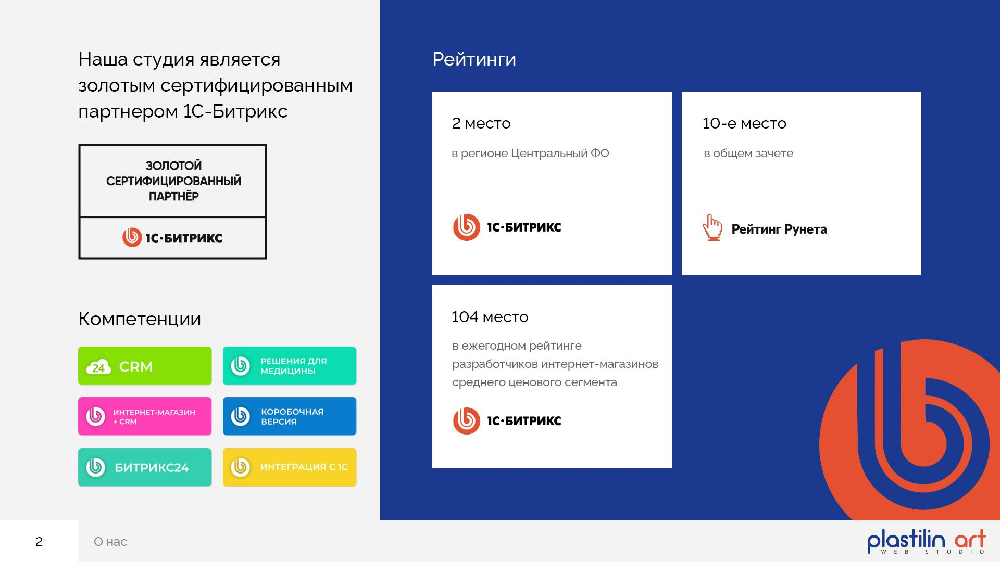 Наша студия является
золотым сертифицированным
партнером 1С-Битрикс
ЗОЛОТОЙ
СЕРТИФИЦИРОВАННЫЙ
ПАРТНЁР
1С·БИТРИКС
Компетенции
24 CRM
РЕШЕНИЯ ДЛЯ
МЕДИЦИНЫ
ИНТЕРНЕТ-МАГАЗИН
+ CRM
КОРОБОЧНАЯ
ВЕРСИЯ
БИТРИКС24
ИНТЕГРАЦИЯ С 1С
Рейтинги
2 место
в регионе Центральный ФО
1С·БИТРИКС
10-е место
в общем зачете
Рейтинг Рунета
104 место
в ежегодном рейтинге
разработчиков интернет-магазинов
среднего ценового сегмента
1С·БИТРИКС
2
О нас
plastilin art
WEB STUDIO